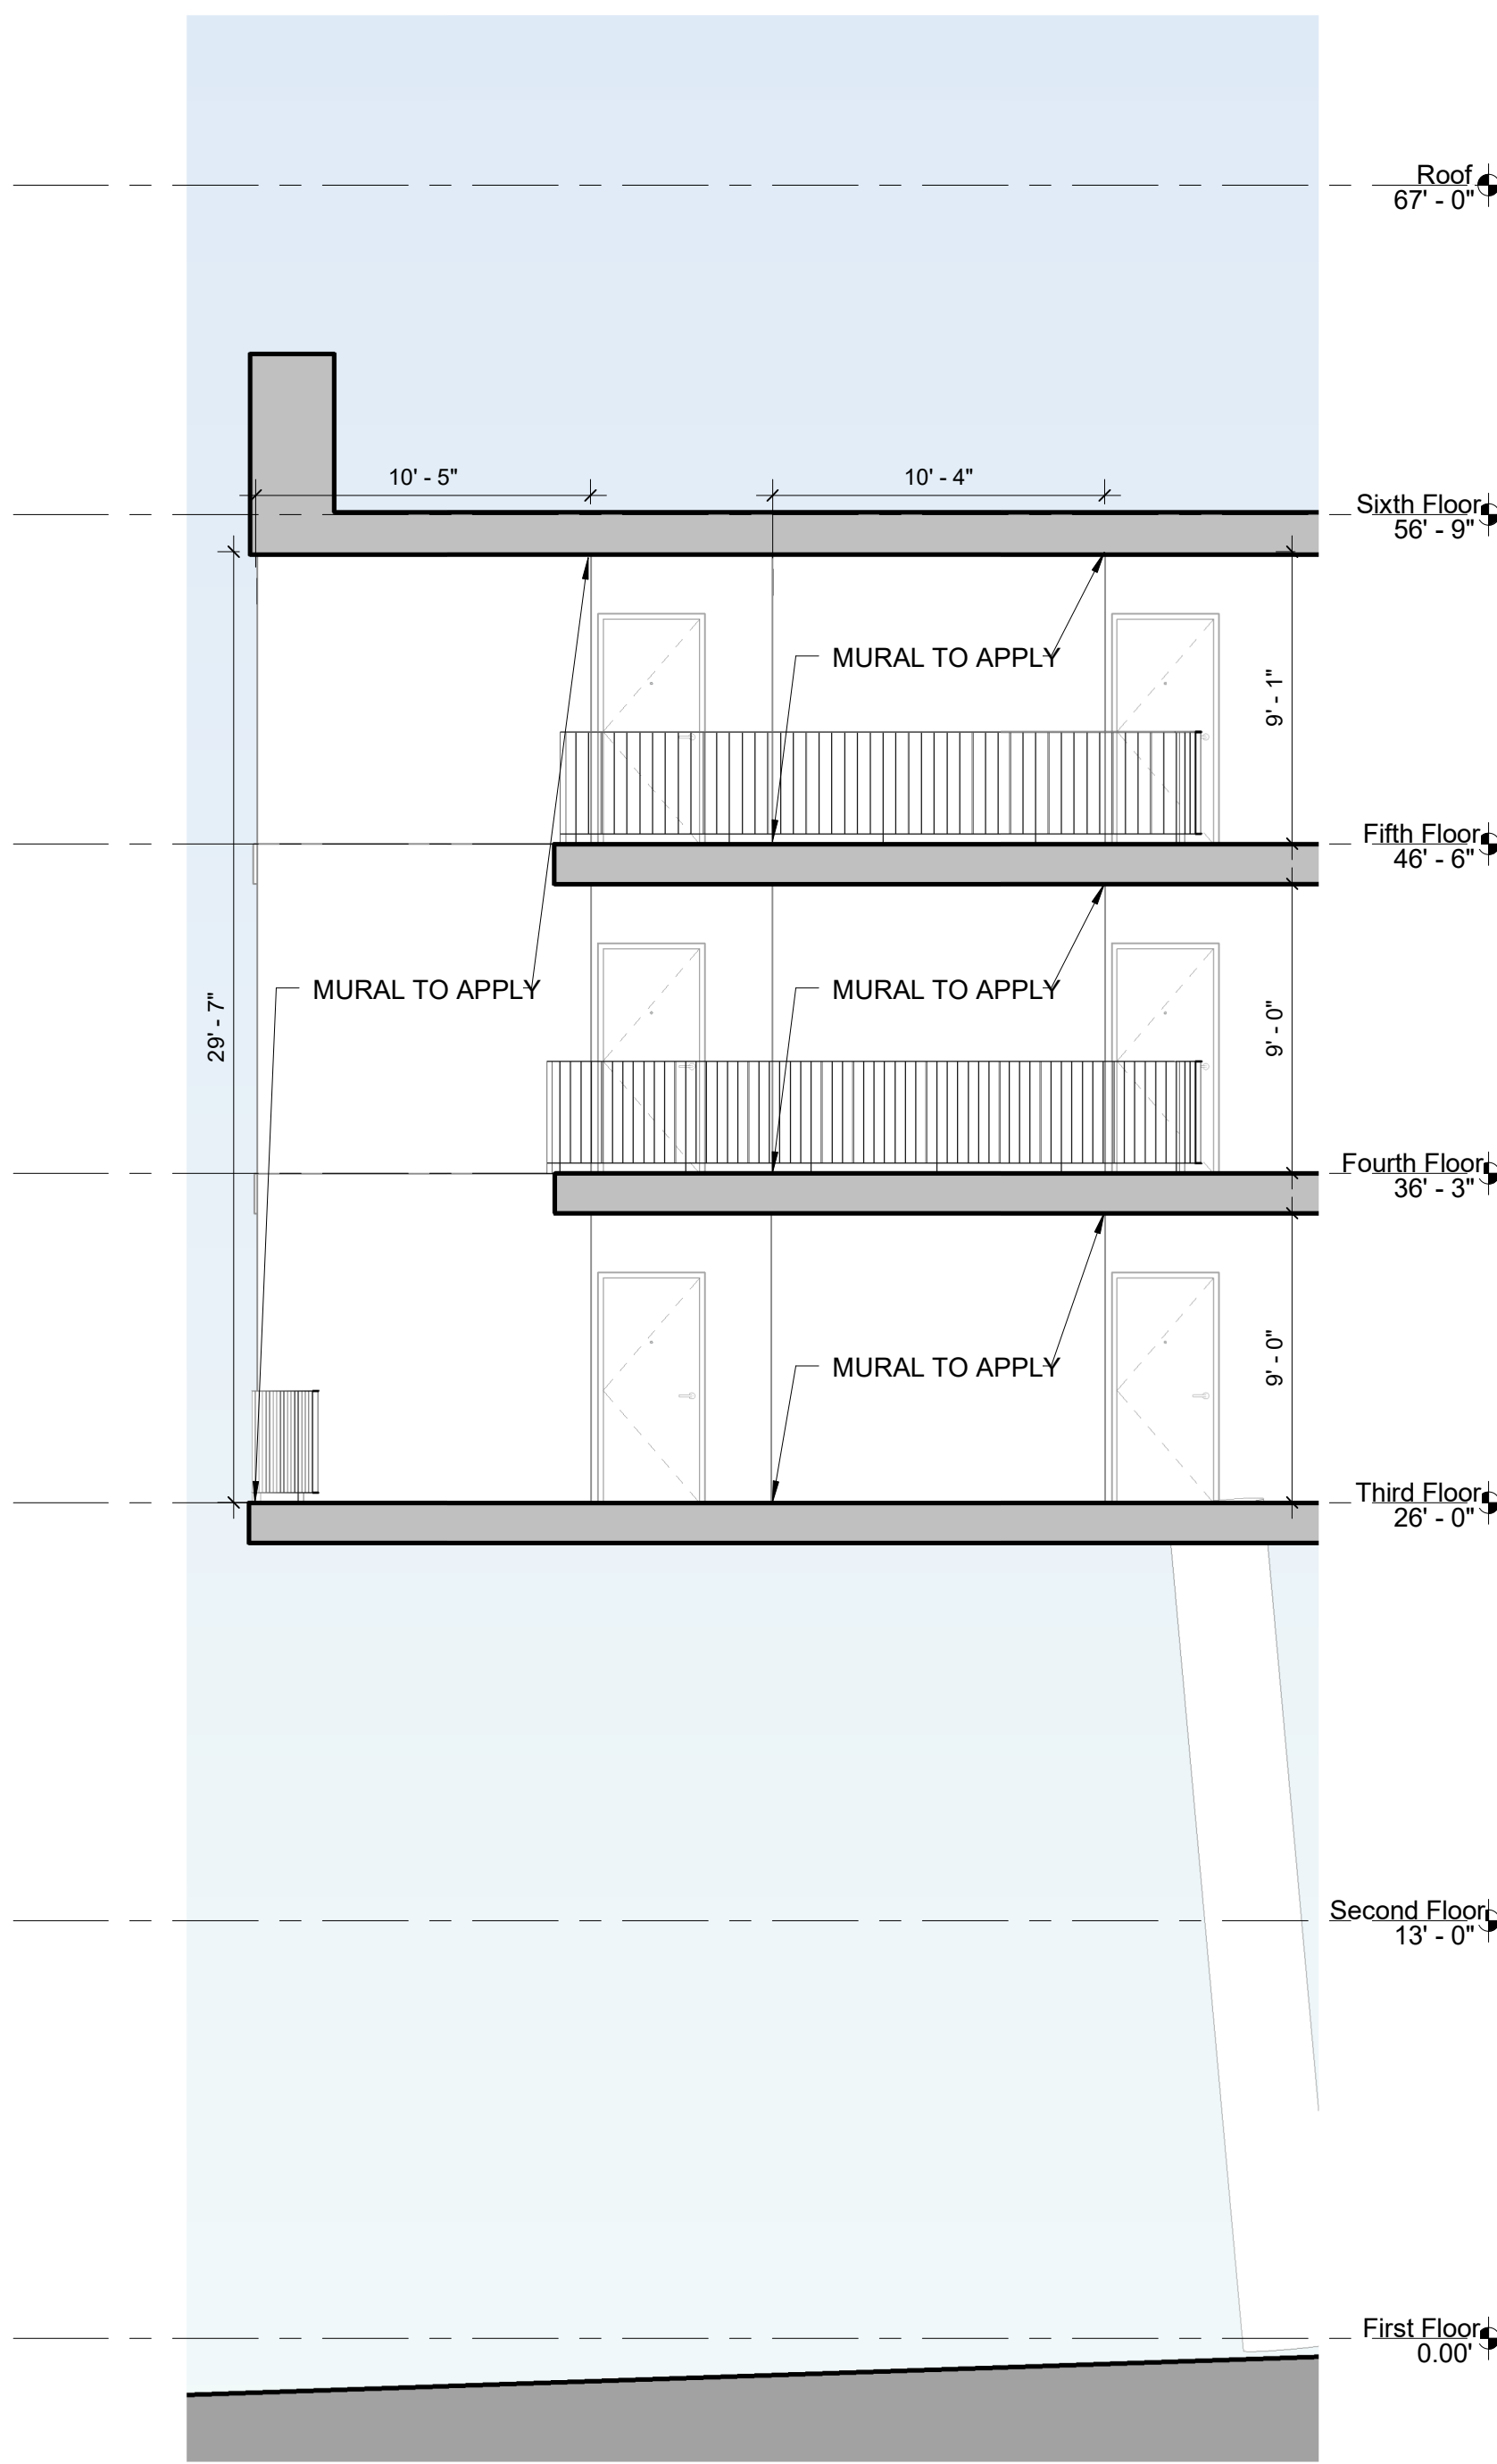 Roof
67' - 0"
10' - 5"
10' - 4"
Sixth Floor
56' - 9"
MURAL TO APPLY
9' - 1"
Fifth Floor
46' - 6"
MURAL TO APPLY
MURAL TO APPLY
29' - 7"
9' - 0"
Fourth Floor
36' - 3"
MURAL TO APPLY
9' - 0"
Third Floor
26' - 0"
Second Floor
13' - 0"
First Floor
0.00'